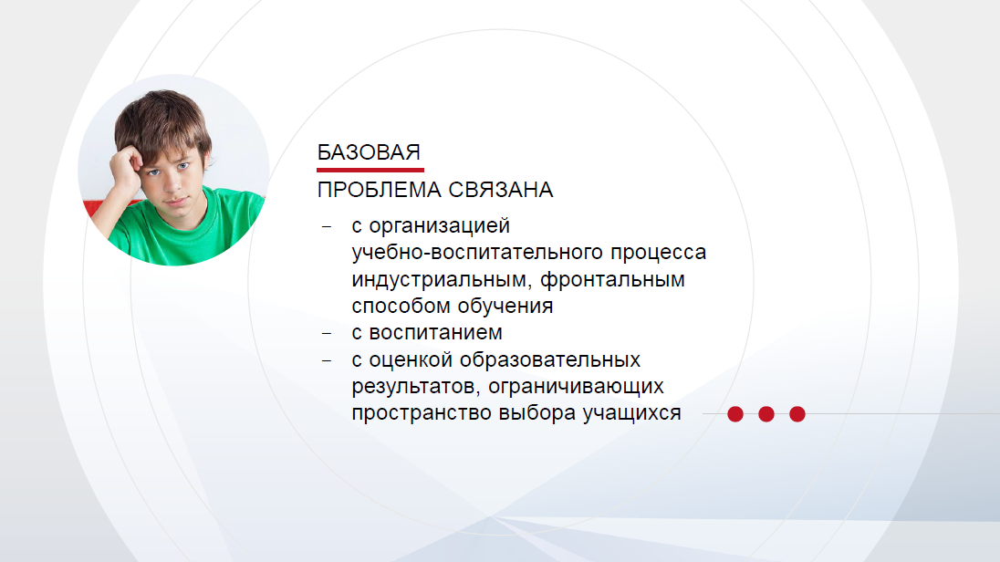 БАЗОВАЯ
ПРОБЛЕМА СВЯЗАНА
– с организацией
учебно-воспитательного процесса
индустриальным, фронтальным
способом обучения
– с воспитанием
– с оценкой образовательных
результатов, ограничивающих
пространство выбора учащихся